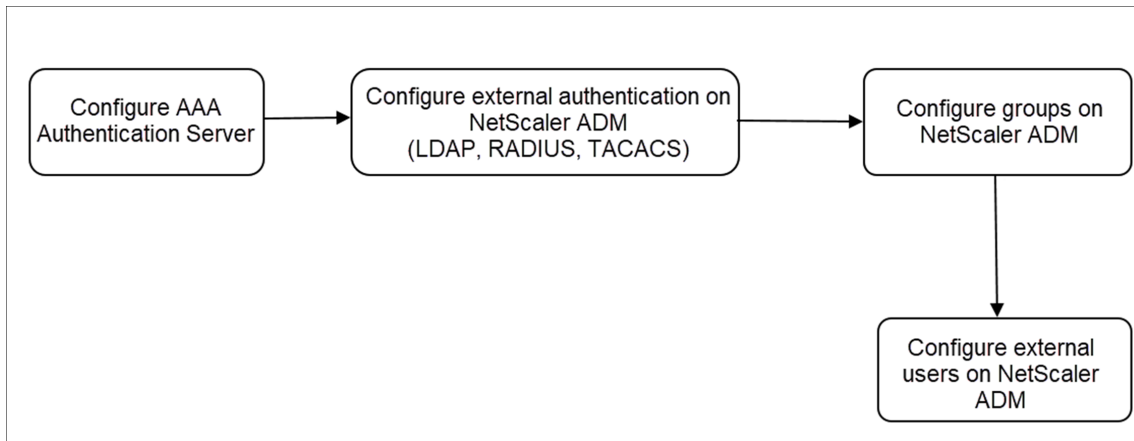 Configure AAA
Authentication Server
Configure external authentication on
NetScaler ADM
(LDAP, RADIUS, TACACS)
Configure groups on
NetScaler ADM
Configure external
users on NetScaler
ADM